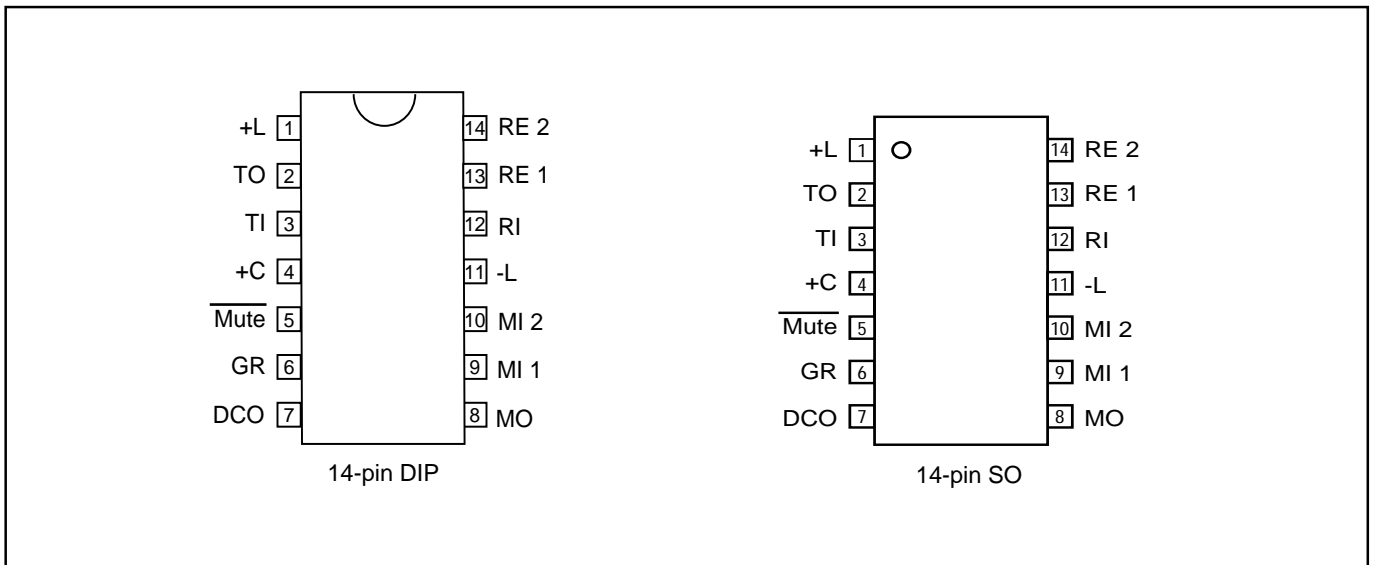 +L 1 14 RE 2
TO 2 13 RE 1
TI 3 12 RI
+C 4 11 -L
Mute 5 10 MI 2
GR 6 9 MI 1
DCO 7 8 MO
14-pin DIP
+L 1 14 RE 2
TO 2 13 RE 1
TI 3 12 RI
+C 4 11 -L
Mute 5 10 MI 2
GR 6 9 MI 1
DCO 7 8 MO
14-pin SO